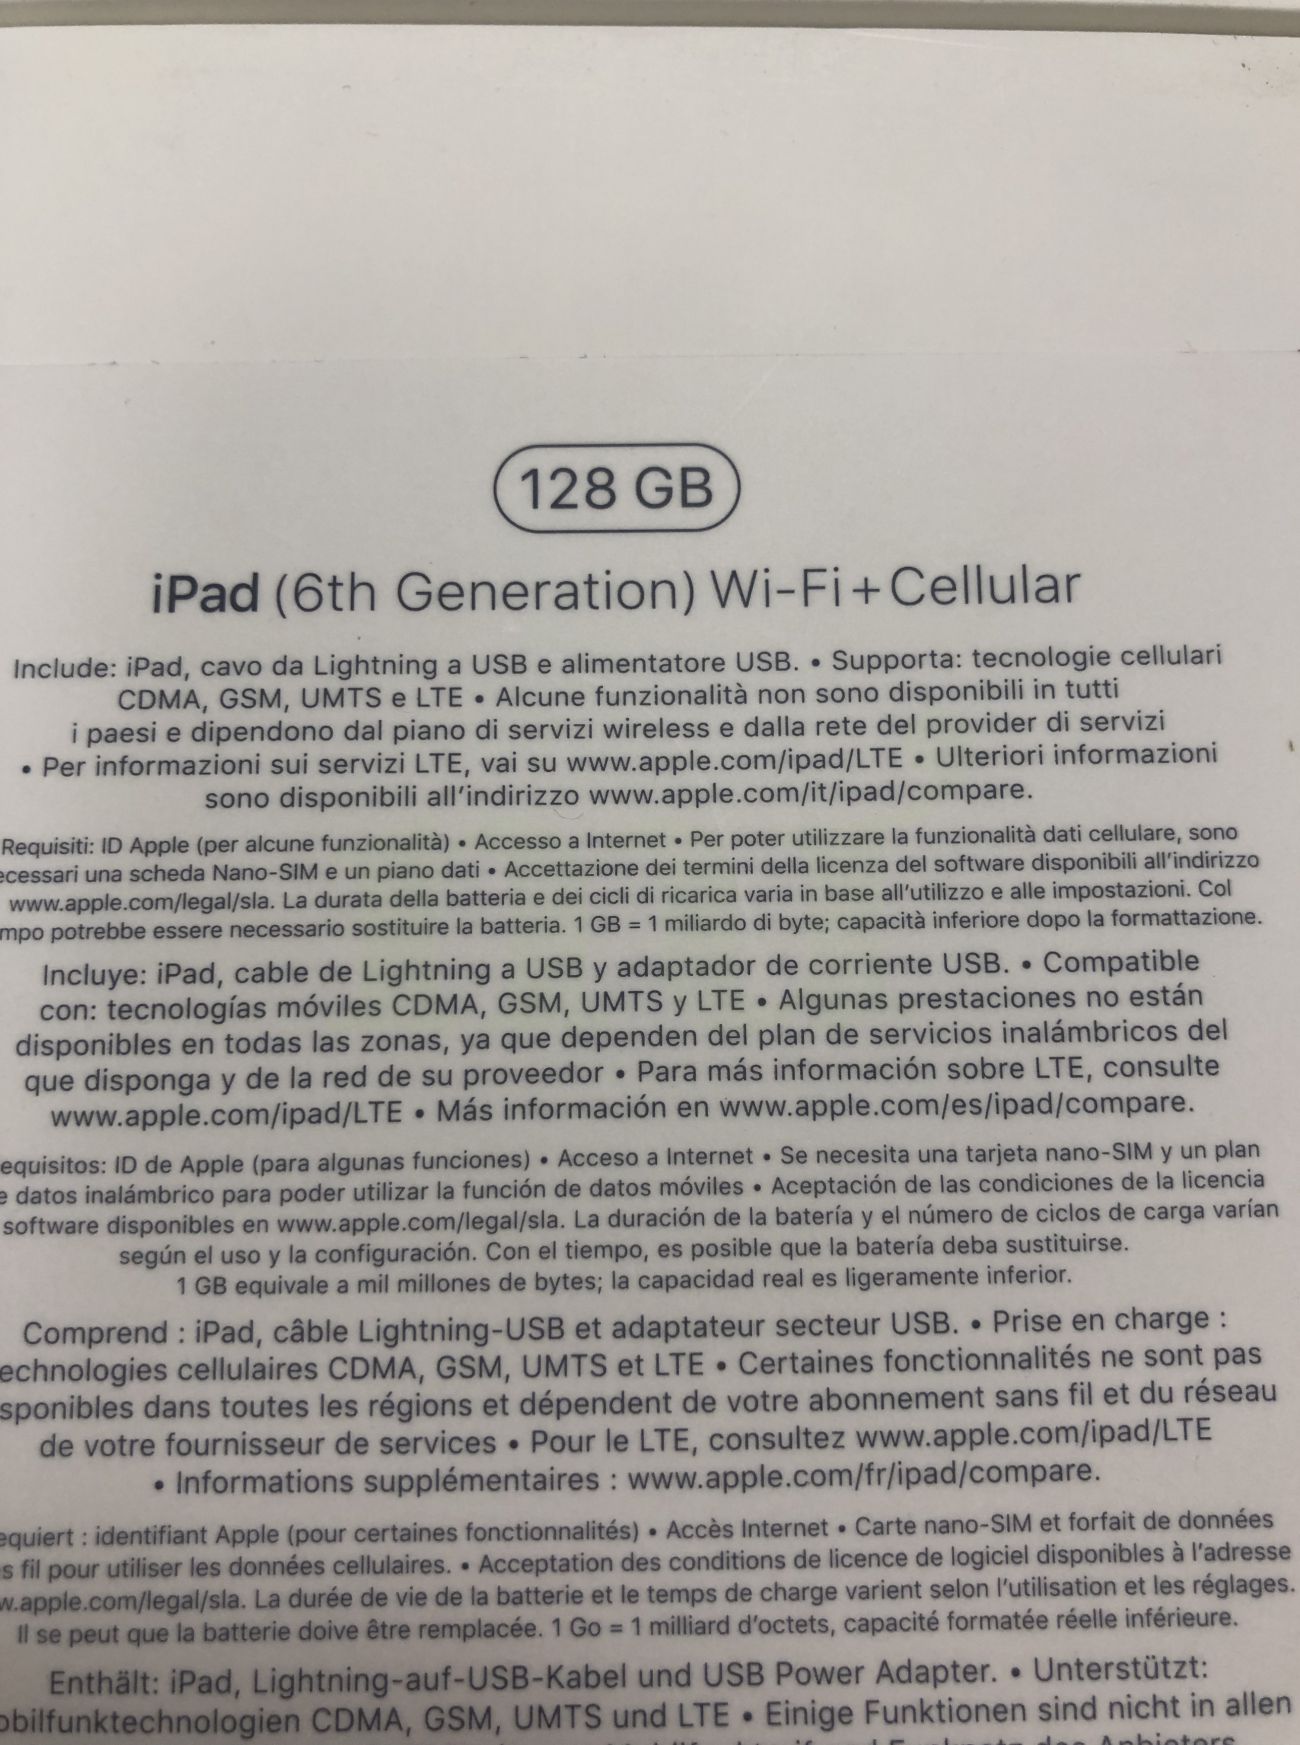 128 GB
iPad (6th Generation) Wi-Fi + Cellular
Include: iPad, cavo da Lightning a USB e alimentatore USB. • Supporta: tecnologie cellulari
CDMA, GSM, UMTS e LTE • Alcune funzionalità non sono disponibili in tutti
i paesi e dipendono dal piano di servizi wireless e dalla rete del provider di servizi
• Per informazioni sui servizi LTE, vai su www.apple.com/ipad/LTE • Ulteriori informazioni
sono disponibili all'indirizzo www.apple.com/it/ipad/compare.
Requisiti: ID Apple (per alcune funzionalità) • Accesso a Internet • Per poter utilizzare la funzionalità dati cellulare, sono
ecessari una scheda Nano-SIM e un piano dati • Accettazione dei termini della licenza del software disponibili all'indirizzo
www.apple.com/legal/sla. La durata della batteria e dei cicli di ricarica varia in base all'utilizzo e alle impostazioni. Col
mpo potrebbe essere necessario sostituire la batteria. 1 GB = 1 miliardo di byte; capacità inferiore dopo la formattazione.
Incluye: iPad, cable de Lightning a USB y adaptador de corriente USB. • Compatible
con: tecnologías móviles CDMA, GSM, UMTS y LTE • Algunas prestaciones no están
disponibles en todas las zonas, ya que dependen del plan de servicios inalámbricos del
que disponga y de la red de su proveedor • Para más información sobre LTE, consulte
www.apple.com/ipad/LTE • Más información en www.apple.com/es/ipad/compare.
equisitos: ID de Apple (para algunas funciones) • Acceso a Internet • Se necesita una tarjeta nano-SIM y un plan
e datos inalámbrico para poder utilizar la función de datos móviles • Aceptación de las condiciones de la licencia
software disponibles en www.apple.com/legal/sla. La duración de la batería y el número de ciclos de carga varían
según el uso y la configuración. Con el tiempo, es posible que la batería deba sustituirse.
1 GB equivale a mil millones de bytes; la capacidad real es ligeramente inferior.
Comprend : iPad, câble Lightning-USB et adaptateur secteur USB. • Prise en charge :
echnologies cellulaires CDMA, GSM, UMTS et LTE • Certaines fonctionnalités ne sont pas
sponibles dans toutes les régions et dépendent de votre abonnement sans fil et du réseau
de votre fournisseur de services • Pour le LTE, consultez www.apple.com/ipad/LTE
• Informations supplémentaires : www.apple.com/fr/ipad/compare.
equiert : identifiant Apple (pour certaines fonctionnalités) • Accès Internet • Carte nano-SIM et forfait de données
s fil pour utiliser les données cellulaires. • Acceptation des conditions de licence de logiciel disponibles à l'adresse
w.apple.com/legal/sla. La durée de vie de la batterie et le temps de charge varient selon l'utilisation et les réglages.
Il se peut que la batterie doive être remplacée. 1 Go = 1 milliard d'octets, capacité formatée réelle inférieure.
Enthält: iPad, Lightning-auf-USB-Kabel und USB Power Adapter. • Unterstützt:
obilfunktechnologien CDMA, GSM, UMTS und LTE • Einige Funktionen sind nicht in allen